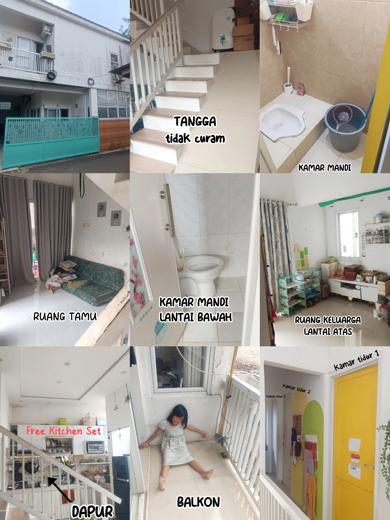 TANGGA
tidak curam
KAMAR MANDI
RUANG TAMU
KAMAR MANDI
LANTAI BAWAH
RUANG KELUARGA
LANTAI ATAS
Free Kitchen Set
DAPUR
BALKON
Kamar tidur 1
Kamar tidur 2